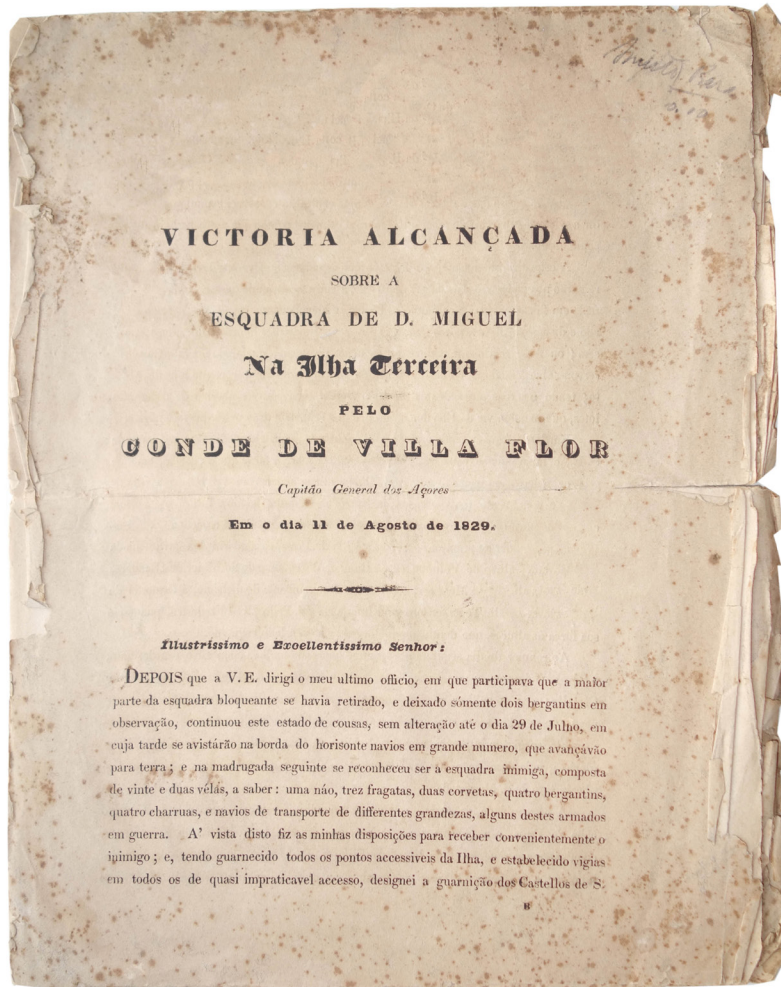 VICTORIA ALCANÇADA
SOBRE A
ESQUADRA DE D. MIGUEL
Na Ilha Terceira
PELO
CONDE DE VILLA FLOR
Capitão General dos Açores
Em o dia 11 de Agosto de 1829.
Illustrissimo e Exoellentissimo Senhor:
DEPOIS que a V. E. dirigi o meu ultimo officio, em que participava que a maior
parte da esquadra bloqueante se havia retirado, e deixado sómente dois bergantins em
observação, continuou este estado de cousas, sem alteração até o dia 29 de Julho, em
cuja tarde se avistárão na borda do horisonte navios em grande numero, que avançávão
para terra; e na madrugada seguinte se reconheceu ser a esquadra inimiga, composta
de vinte e duas vélas, a saber: uma náo, trez fragatas, duas corvetas, quatro bergantins,
quatro charruas, e navios de transporte de differentes grandezas, alguns destes armados
em guerra. A' vista disto fiz as minhas disposições para receber convenientemente o
inimigo; e, tendo guarnecido todos os pontos accessiveis da Ilha, e estabelecido vigias
em todos os de quasi impraticavel accesso, designei a guarnição dos Castellos de S.
B